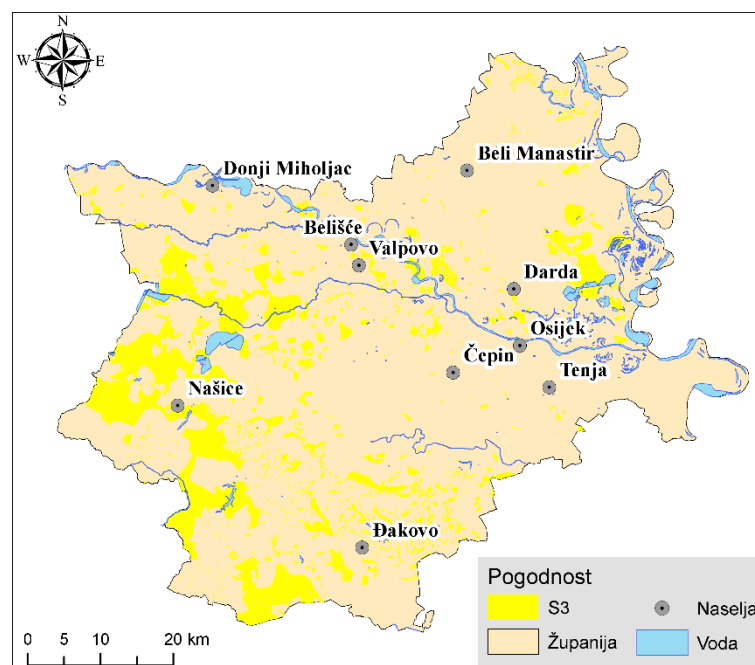 N
W E
S
Donji Miholjac
Beli Manastir
Belišće
Valpovo
Darda
Osijek
Čepin
Tenja
Našice
Đakovo
Pogodnost
S3 Naselja
Županija Voda
0 5 10 20 km